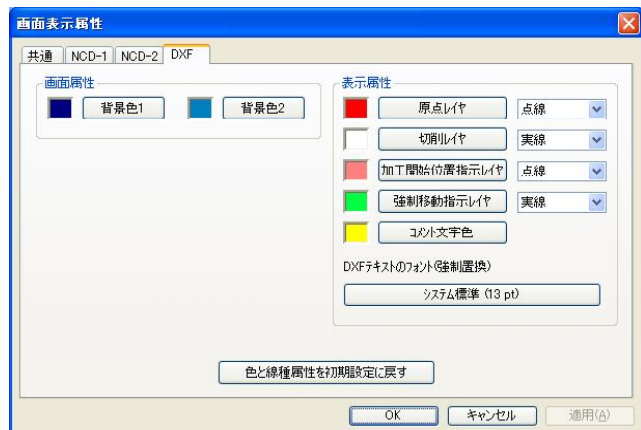 画面表示属性
共通 NCD-1 NCD-2 DXF
画面属性
背景色1 背景色2
表示属性
原点レイヤ 点線
切削レイヤ 実線
加工開始位置指示レイヤ 点線
強制移動指示レイヤ 実線
コメント文字色
DXFテキストのフォント(強制置換)
システム標準 (13 pt)
色と線種属性を初期設定に戻す
OK キャンセル 適用(A)